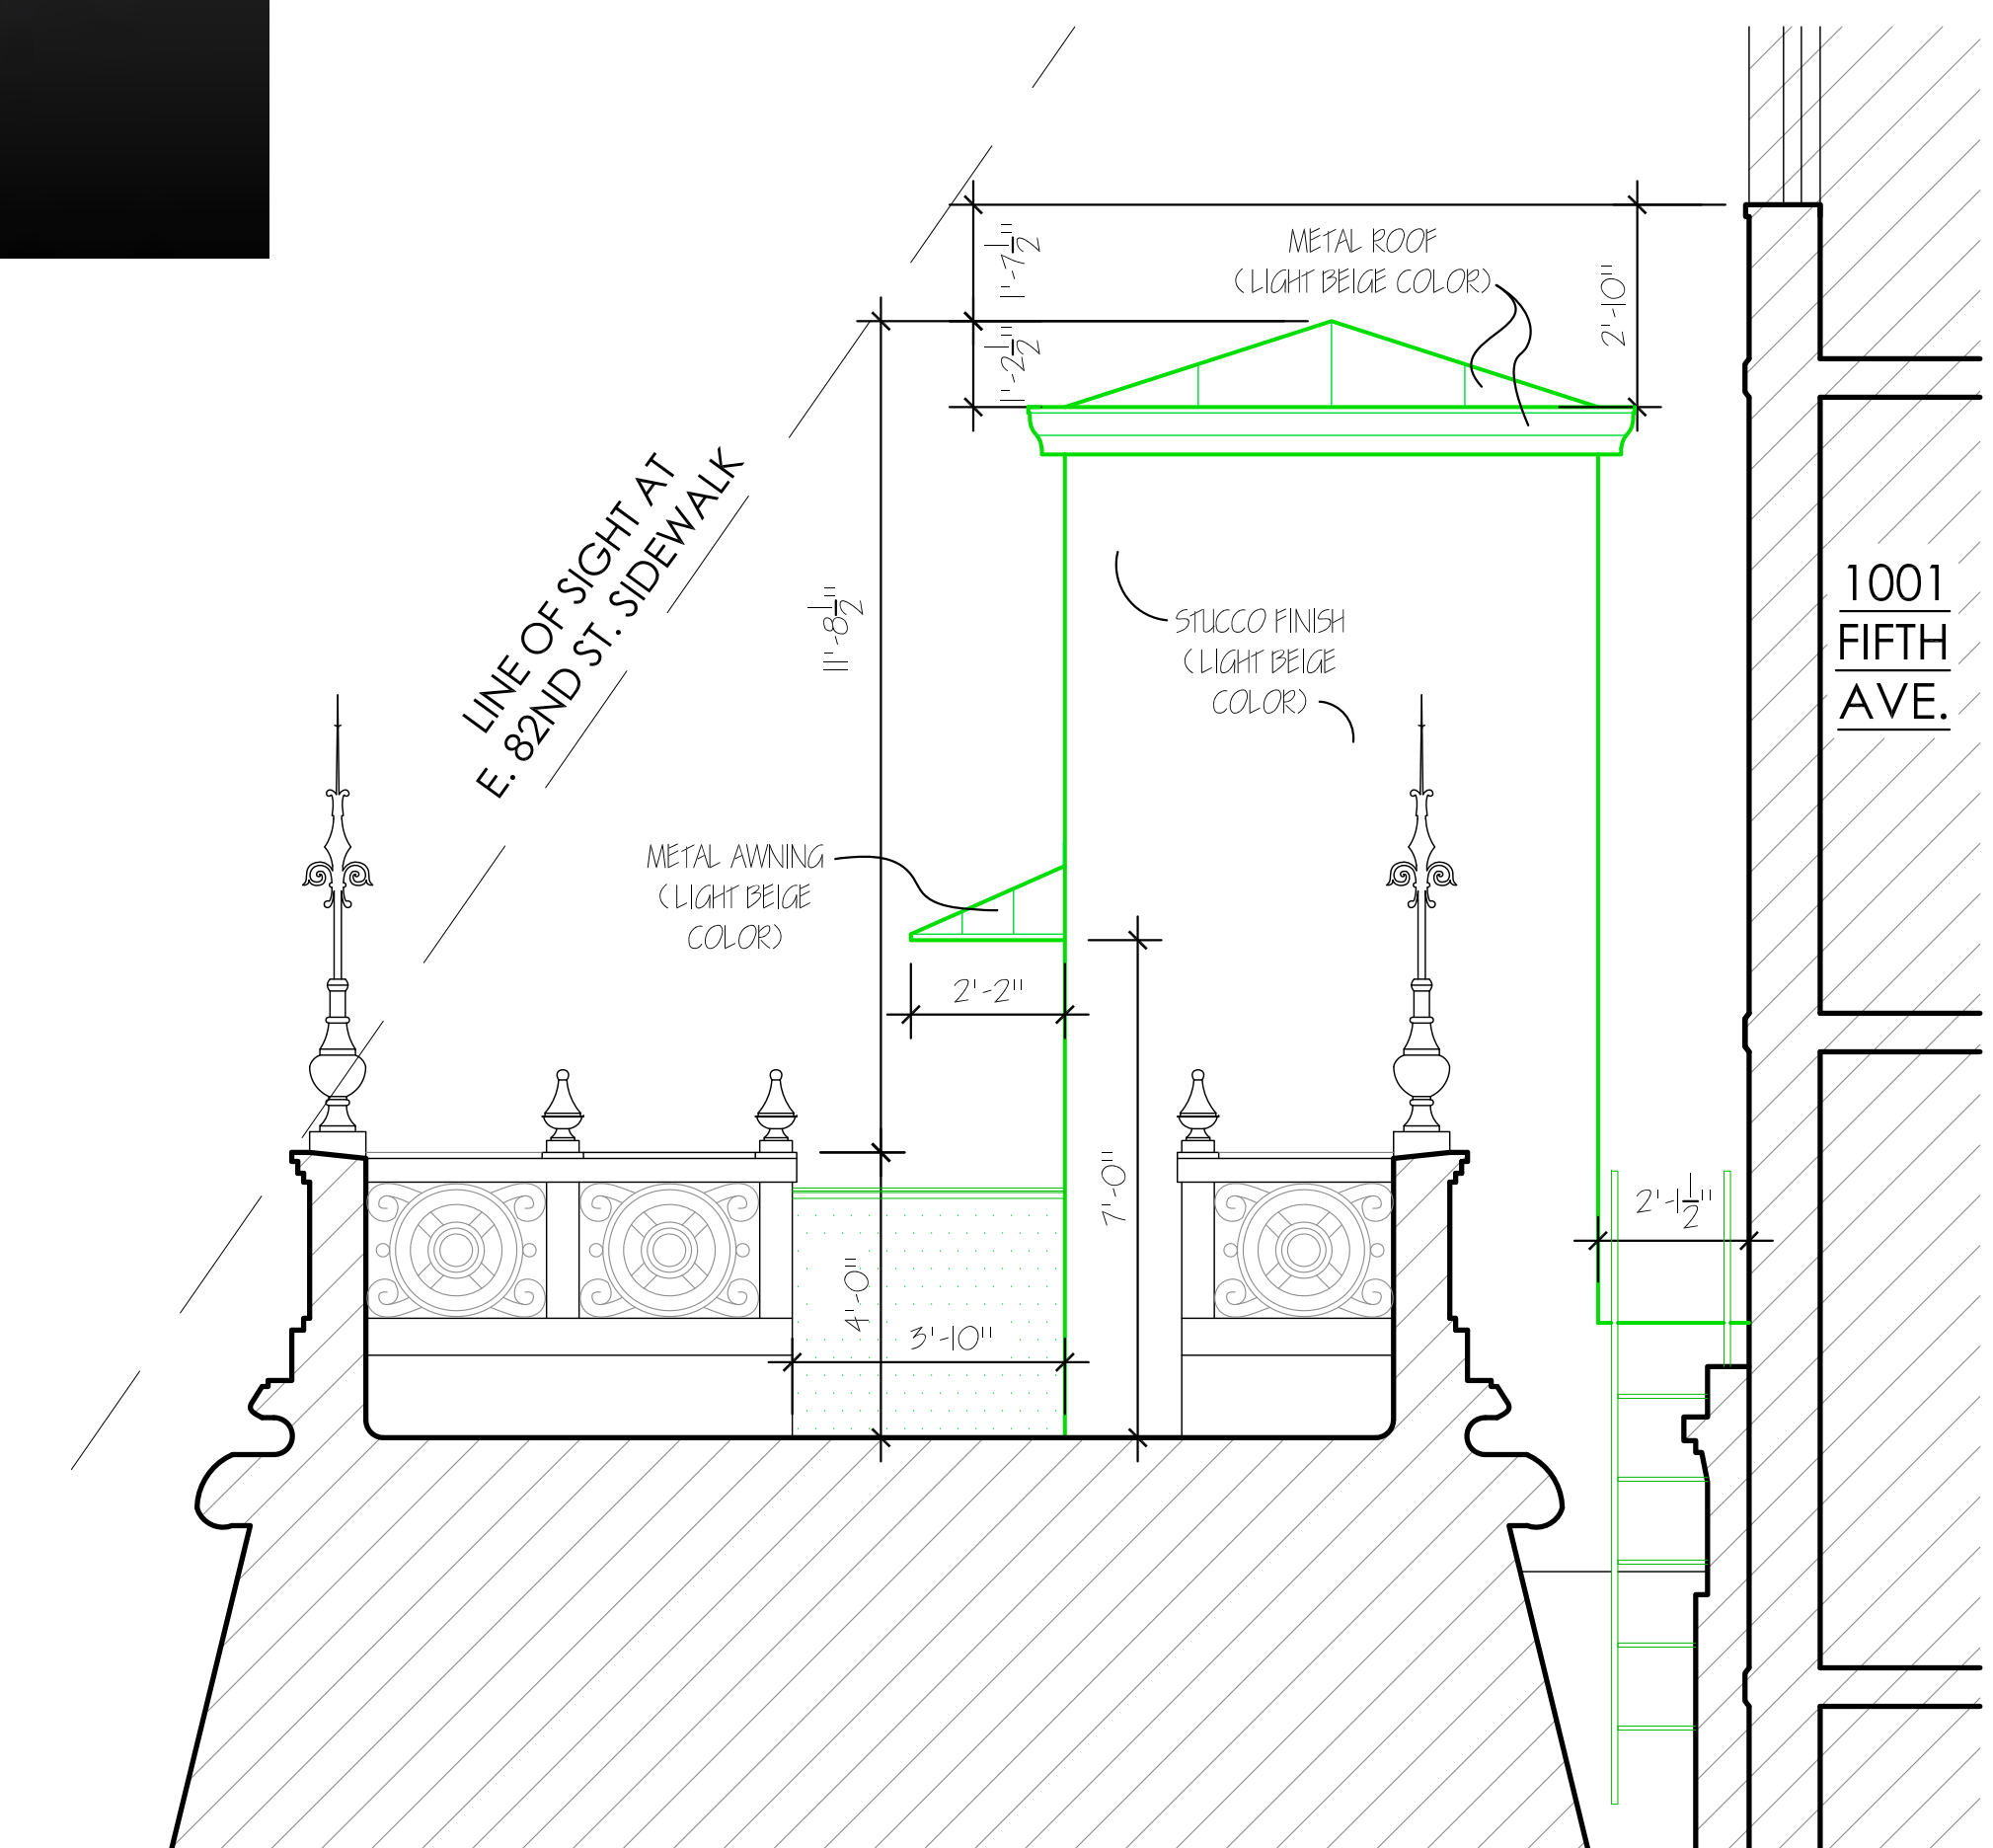 1'-7 1/2"
METAL ROOF
(LIGHT BEIGE COLOR)
2'-10"
1'-2 1/2"
LINE OF SIGHT AT
E. 82ND ST. SIDEWALK
11'-8 1/2"
STUCCO FINISH
(LIGHT BEIGE
COLOR)
1001
FIFTH
AVE.
METAL AWNING
(LIGHT BEIGE
COLOR)
2'-2"
7'-0"
2'-1 1/2"
4'-0"
3'-10"